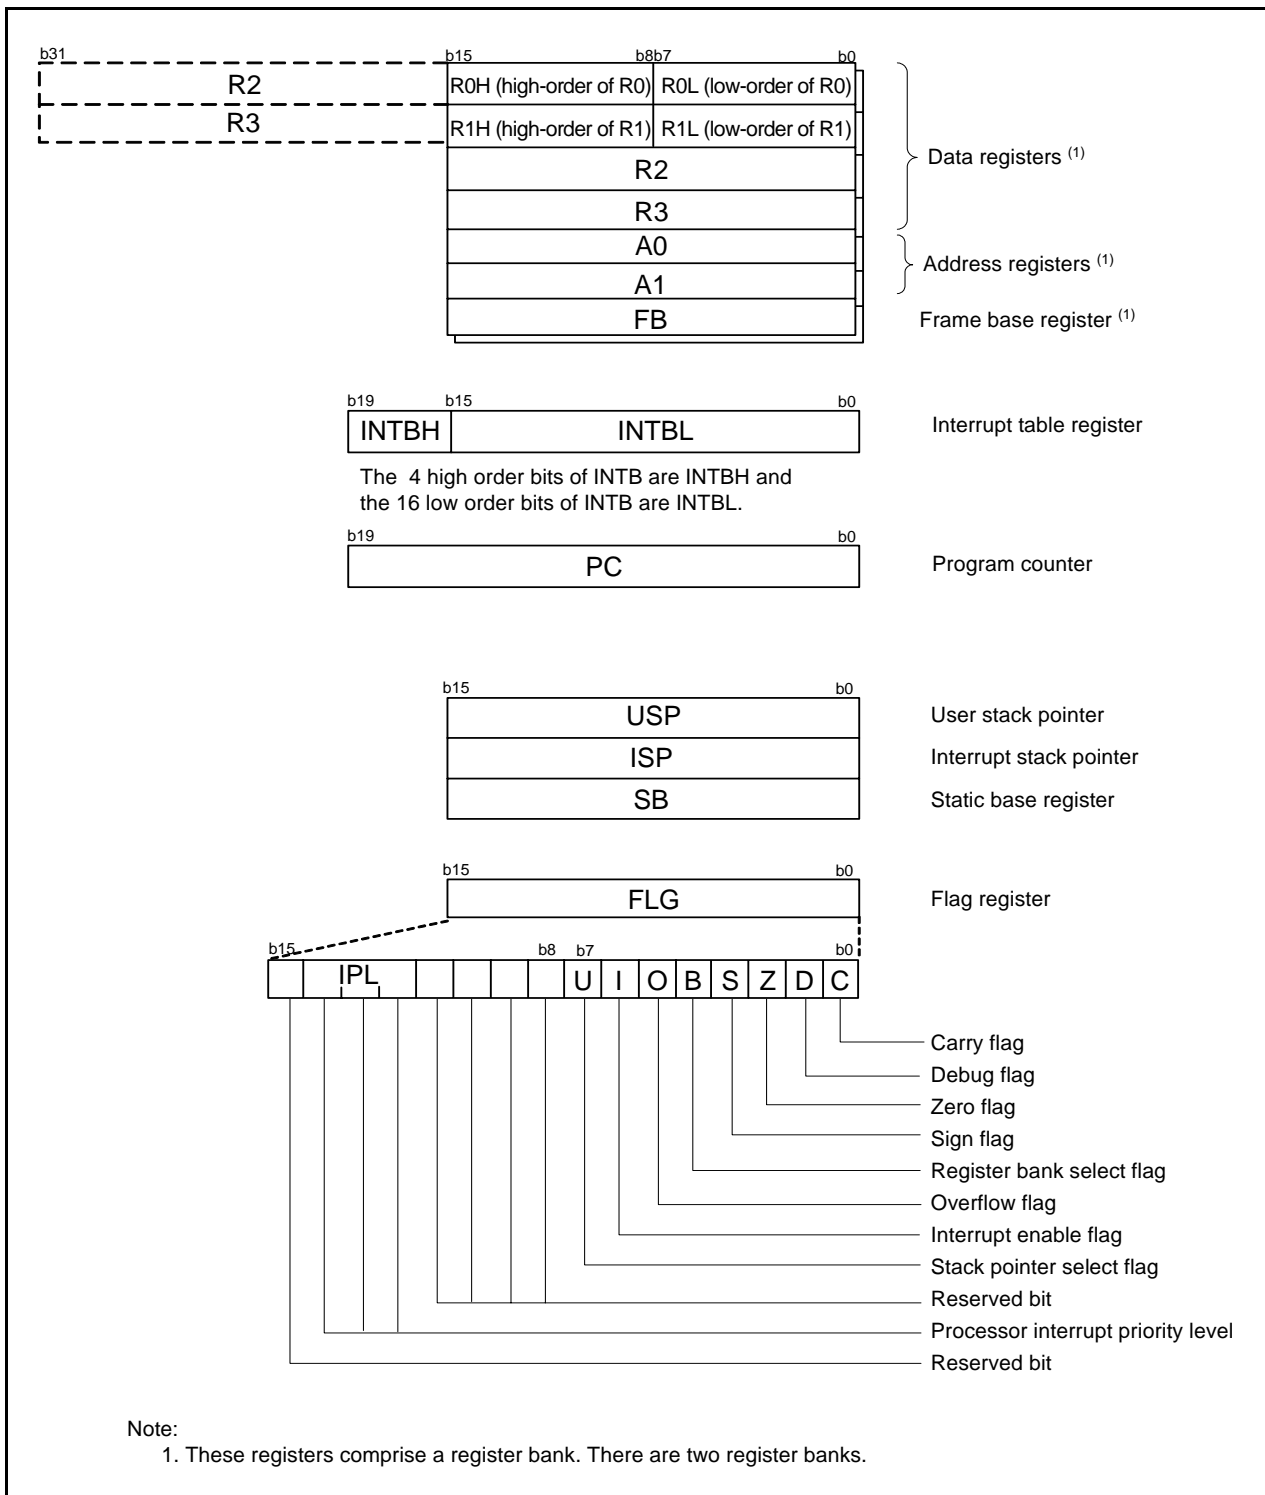 b31 b15 b8b7 b0
R2 R0H (high-order of R0) R0L (low-order of R0)
R3 R1H (high-order of R1) R1L (low-order of R1)
R2
Data registers (1)
R3
A0
Address registers (1)
A1
FB
Frame base register (1)
b19 b15 b0
INTBH INTBL
Interrupt table register
The 4 high order bits of INTB are INTBH and
the 16 low order bits of INTB are INTBL.
b19 b0
PC
Program counter
b15 b0
USP
User stack pointer
ISP
Interrupt stack pointer
SB
Static base register
b15 b0
FLG
Flag register
b15 b8 b7 b0
IPL U I O B S Z D C
Carry flag
Debug flag
Zero flag
Sign flag
Register bank select flag
Overflow flag
Interrupt enable flag
Stack pointer select flag
Reserved bit
Processor interrupt priority level
Reserved bit
Note:
1. These registers comprise a register bank. There are two register banks.